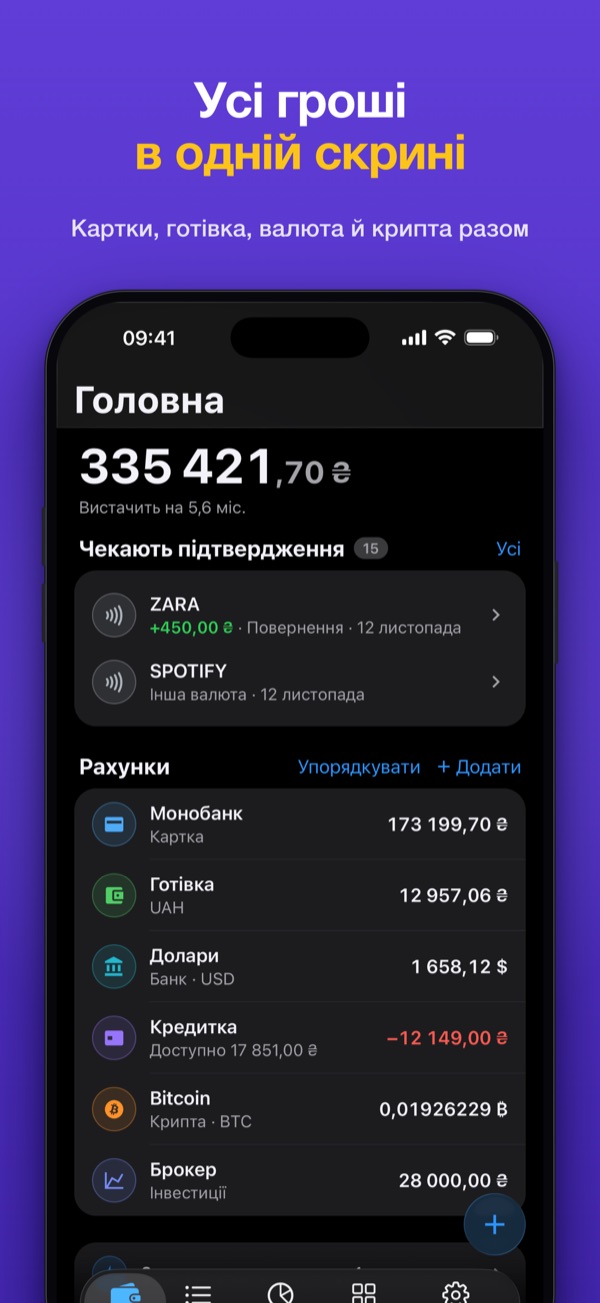 Усі гроші
в одній скрині
Картки, готівка, валюта й крипта разом
09:41
Головна
335 421,70 ₴
Вистачить на 5,6 міс.
Чекають підтвердження 15 Усі
ZARA
+450,00 ₴ · Повернення · 12 листопада
SPOTIFY
Інша валюта · 12 листопада
Рахунки Упорядкувати + Додати
Монобанк
Картка
173 199,70 ₴
Готівка
UAH
12 957,06 ₴
Долари
Банк · USD
1 658,12 $
Кредитка
Доступно 17 851,00 ₴
−12 149,00 ₴
Bitcoin
Крипта · BTC
0,01926229 ₿
Брокер
Інвестиції
28 000,00 ₴